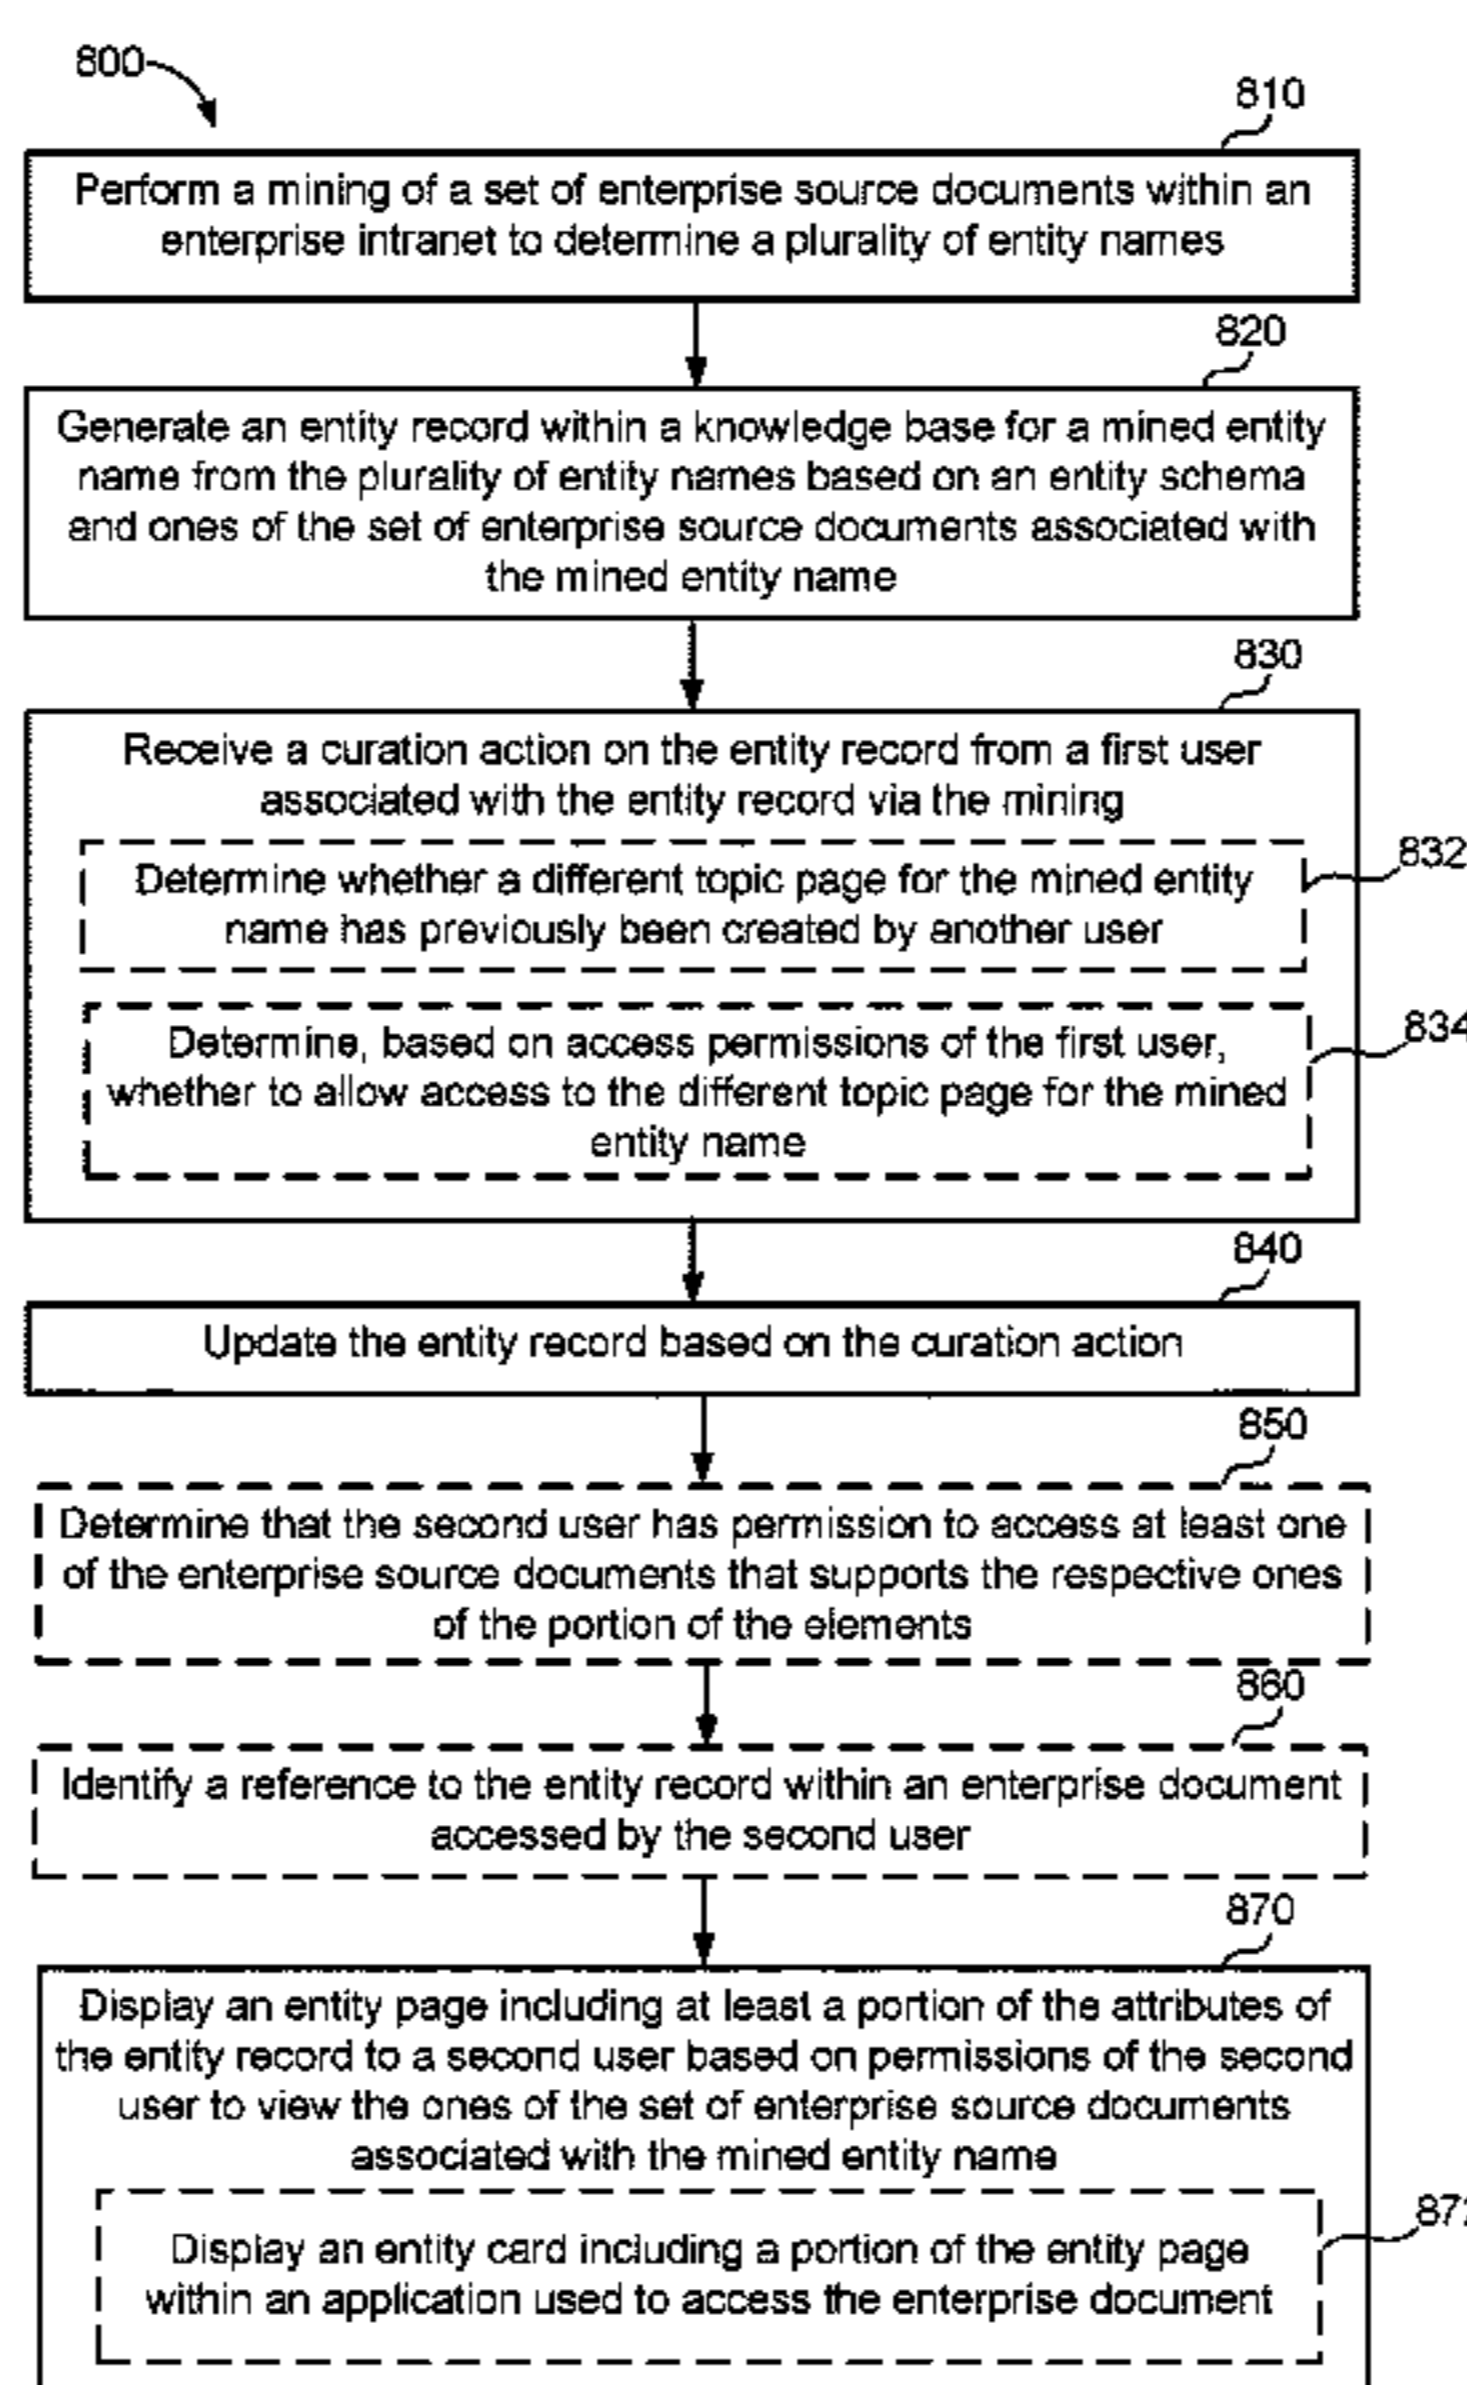 800
810
Perform a mining of a set of enterprise source documents within an
enterprise intranet to determine a plurality of entity names
820
Generate an entity record within a knowledge base for a mined entity
name from the plurality of entity names based on an entity schema
and ones of the set of enterprise source documents associated with
the mined entity name
830
Receive a curation action on the entity record from a first user
associated with the entity record via the mining
832
Determine whether a different topic page for the mined entity
name has previously been created by another user
834
Determine, based on access permissions of the first user,
whether to allow access to the different topic page for the mined
entity name
840
Update the entity record based on the curation action
850
Determine that the second user has permission to access at least one
of the enterprise source documents that supports the respective ones
of the portion of the elements
860
Identify a reference to the entity record within an enterprise document
accessed by the second user
870
Display an entity page including at least a portion of the attributes of
the entity record to a second user based on permissions of the second
user to view the ones of the set of enterprise source documents
associated with the mined entity name
Display an entity card including a portion of the entity page
within an application used to access the enterprise document